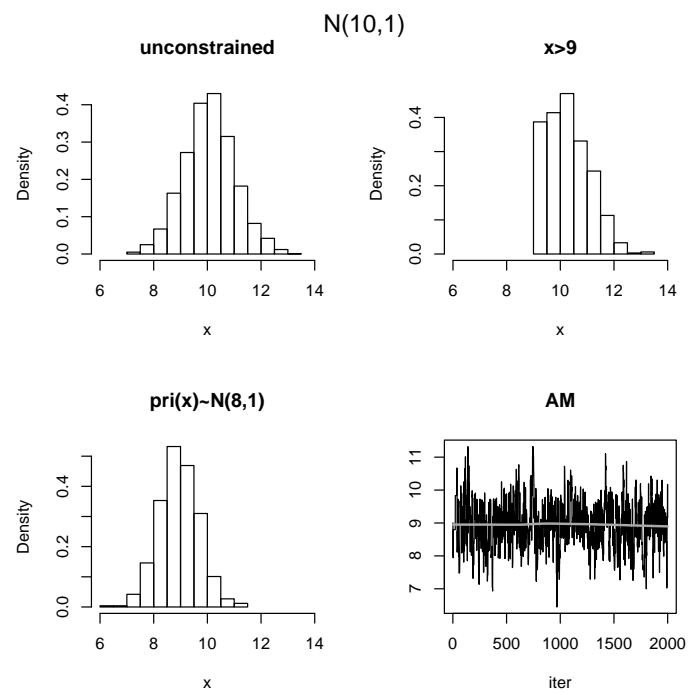 N(10,1)
unconstrained
Density
0.0 0.1 0.2 0.3 0.4
6 8 10 12 14
x
x>9
Density
0.0 0.2 0.4
6 8 10 12 14
x
pri(x)~N(8,1)
Density
0.0 0.2 0.4
6 8 10 12 14
x
AM
7 8 9 10 11
0 500 1000 1500 2000
iter